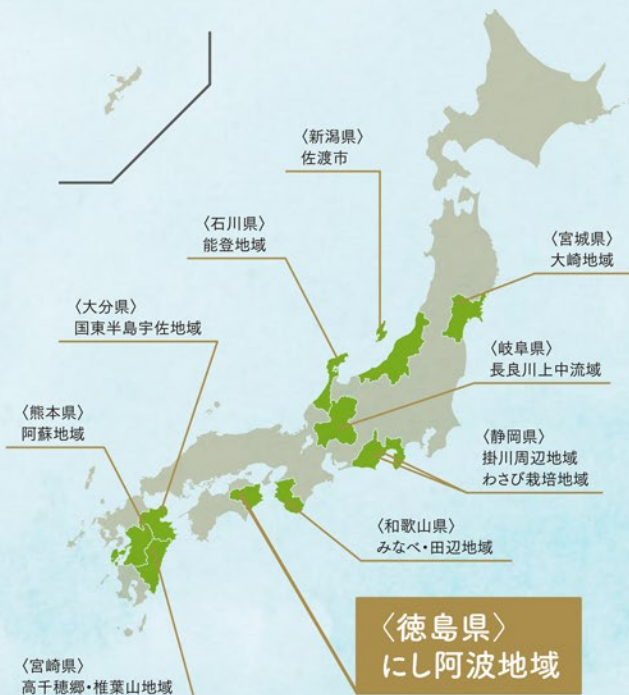 〈新潟県〉
佐渡市
〈石川県〉
能登地域
〈宮城県〉
大崎地域
〈大分県〉
国東半島宇佐地域
〈岐阜県〉
長良川上中流域
〈熊本県〉
阿蘇地域
〈静岡県〉
掛川周辺地域
わさび栽培地域
〈和歌山県〉
みなべ・田辺地域
〈徳島県〉
にし阿波地域
〈宮崎県〉
高千穂郷・椎葉山地域